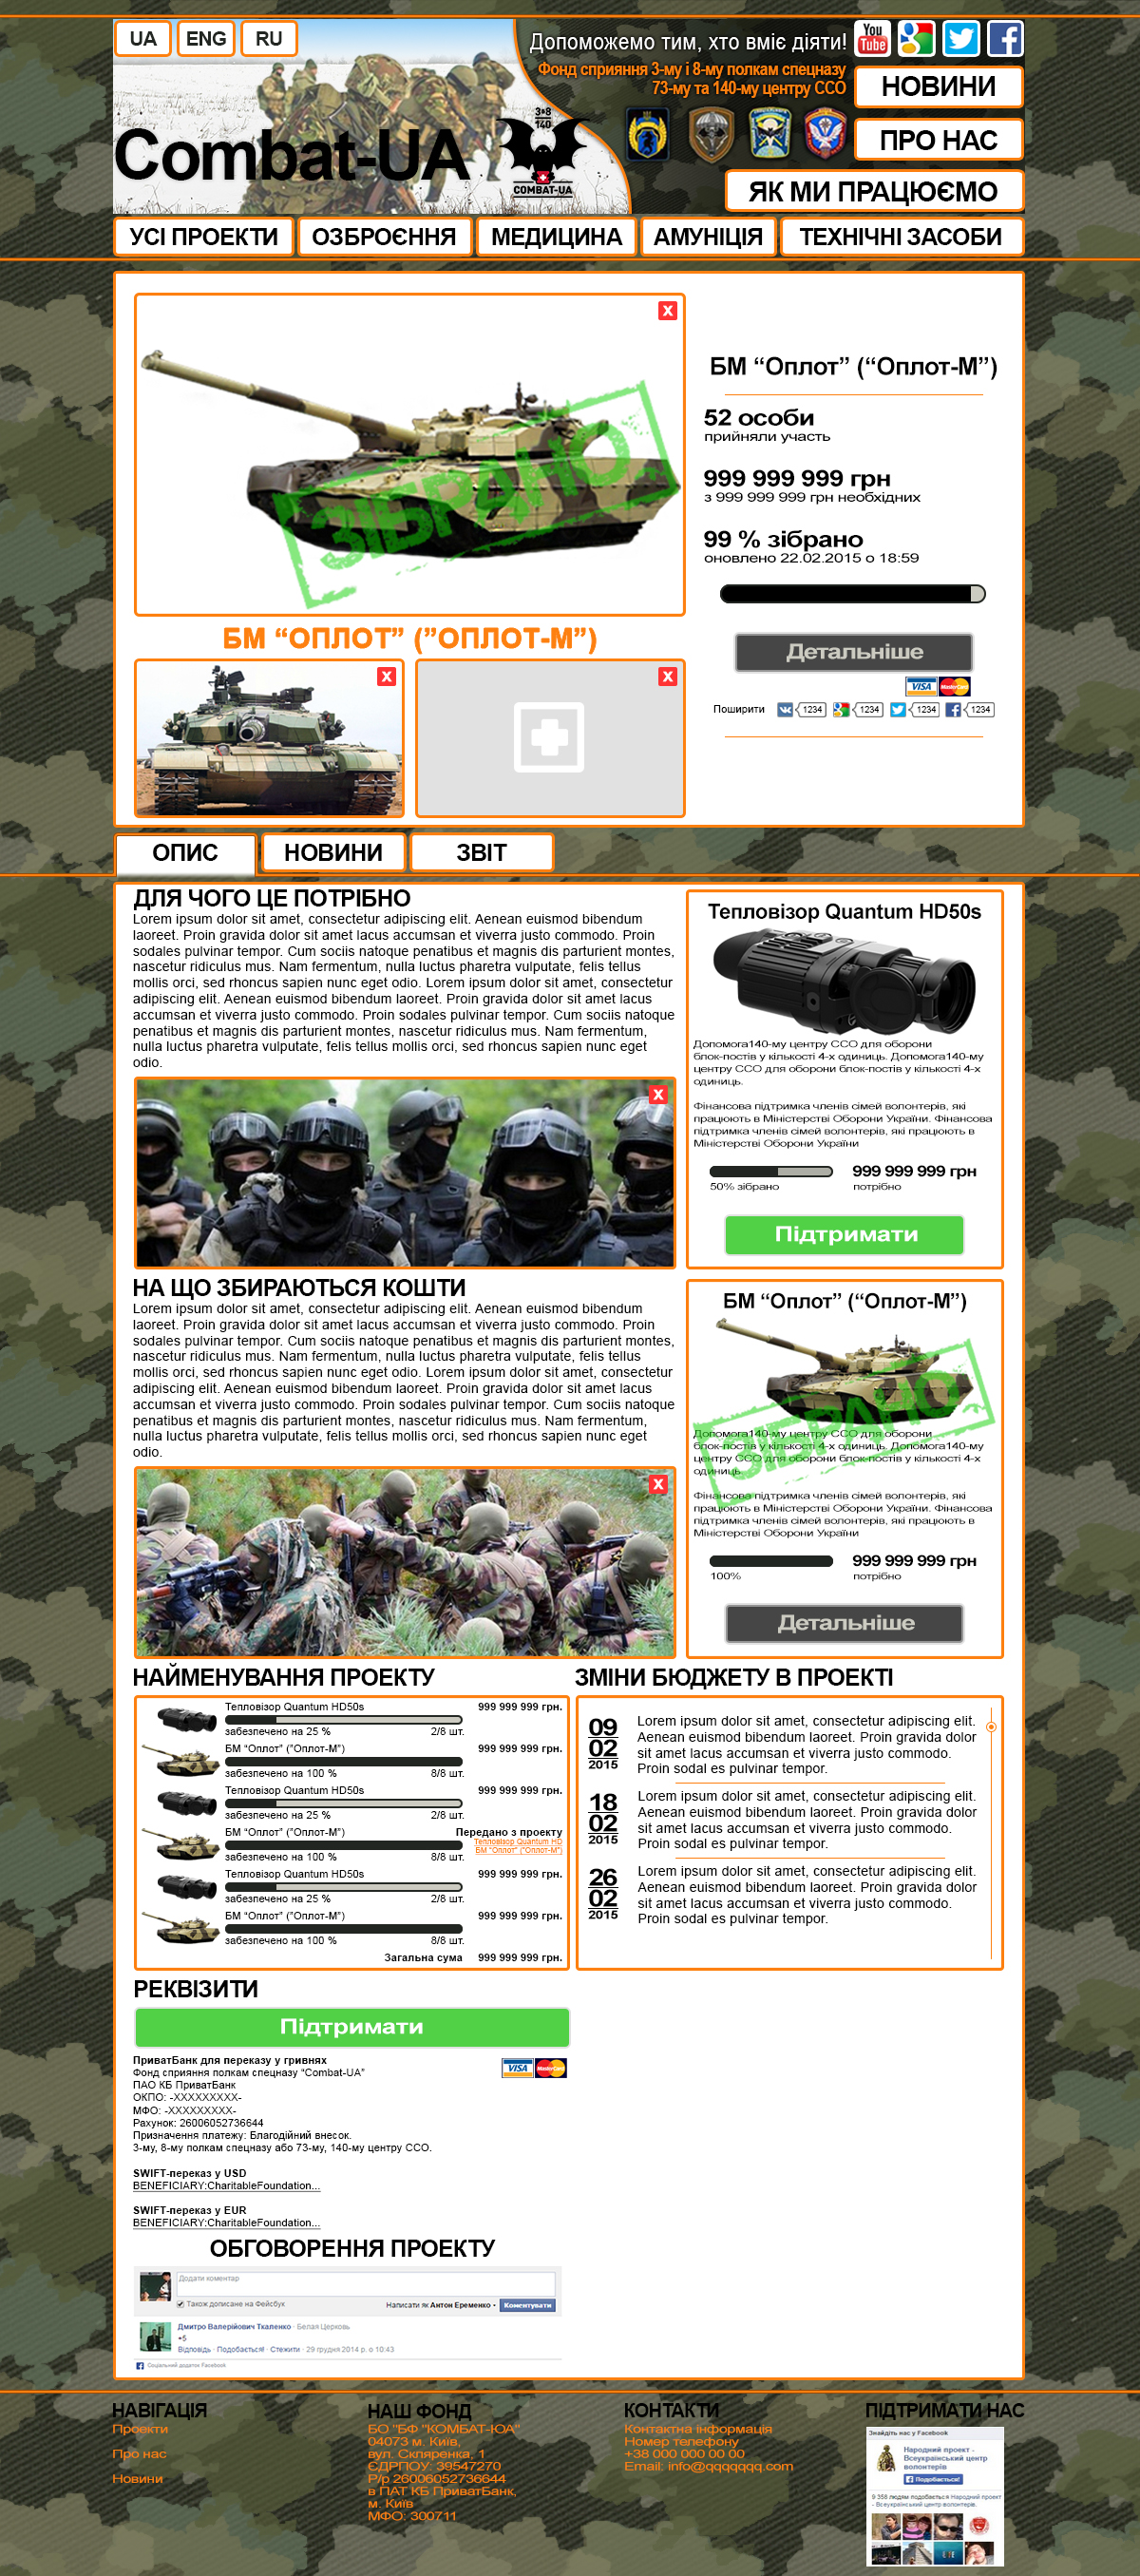 UA ENG RU
Допоможемо тим, хто вміє діяти!
You Tube
Фонд сприяння 3-му і 8-му полкам спецназу
73-му та 140-му центру ССО
НОВИНИ
3 8
140
Combat-UA
COMBAT-UA
ПРО НАС
ЯК МИ ПРАЦЮЄМО
УСІ ПРОЕКТИ ОЗБРОЄННЯ МЕДИЦИНА АМУНІЦІЯ ТЕХНІЧНІ ЗАСОБИ
X
ЗІБРАНО
БМ “ОПЛОТ” (”ОПЛОТ-М”)
X X
БМ “Оплот” (“Оплот-М”)
52 особи
прийняли участь
999 999 999 грн
з 999 999 999 грн необхідних
99 % зібрано
оновлено 22.02.2015 о 18:59
Детальніше
VISA MasterCard
Поширити 1234 1234 1234 1234
ОПИС НОВИНИ ЗВІТ
ДЛЯ ЧОГО ЦЕ ПОТРІБНО
Lorem ipsum dolor sit amet, consectetur adipiscing elit. Aenean euismod bibendum
laoreet. Proin gravida dolor sit amet lacus accumsan et viverra justo commodo. Proin
sodales pulvinar tempor. Cum sociis natoque penatibus et magnis dis parturient montes,
nascetur ridiculus mus. Nam fermentum, nulla luctus pharetra vulputate, felis tellus
mollis orci, sed rhoncus sapien nunc eget odio. Lorem ipsum dolor sit amet, consectetur
adipiscing elit. Aenean euismod bibendum laoreet. Proin gravida dolor sit amet lacus
accumsan et viverra justo commodo. Proin sodales pulvinar tempor. Cum sociis natoque
penatibus et magnis dis parturient montes, nascetur ridiculus mus. Nam fermentum,
nulla luctus pharetra vulputate, felis tellus mollis orci, sed rhoncus sapien nunc eget
odio.
X
Тепловізор Quantum HD50s
Допомога140-му центру ССО для оборони
блок-постів у кількості 4-х одиниць. Допомога140-му
центру ССО для оборони блок-постів у кількості 4-х
одиниць.
Фінансова підтримка членів сімей волонтерів, які
працюють в Міністерстві Оборони України. Фінансова
підтримка членів сімей волонтерів, які працюють в
Міністерстві Оборони України
999 999 999 грн
50% зібрано потрібно
Підтримати
НА ЩО ЗБИРАЮТЬСЯ КОШТИ
Lorem ipsum dolor sit amet, consectetur adipiscing elit. Aenean euismod bibendum
laoreet. Proin gravida dolor sit amet lacus accumsan et viverra justo commodo. Proin
sodales pulvinar tempor. Cum sociis natoque penatibus et magnis dis parturient montes,
nascetur ridiculus mus. Nam fermentum, nulla luctus pharetra vulputate, felis tellus
mollis orci, sed rhoncus sapien nunc eget odio. Lorem ipsum dolor sit amet, consectetur
adipiscing elit. Aenean euismod bibendum laoreet. Proin gravida dolor sit amet lacus
accumsan et viverra justo commodo. Proin sodales pulvinar tempor. Cum sociis natoque
penatibus et magnis dis parturient montes, nascetur ridiculus mus. Nam fermentum,
nulla luctus pharetra vulputate, felis tellus mollis orci, sed rhoncus sapien nunc eget
odio.
X
БМ “Оплот” (“Оплот-М”)
ЗІБРАНО
Допомога140-му центру ССО для оборони
блок-постів у кількості 4-х одиниць. Допомога140-му
центру ССО для оборони блок-постів у кількості 4-х
одиниць.
Фінансова підтримка членів сімей волонтерів, які
працюють в Міністерстві Оборони України. Фінансова
підтримка членів сімей волонтерів, які працюють в
Міністерстві Оборони України
999 999 999 грн
100% потрібно
Детальніше
НАЙМЕНУВАННЯ ПРОЕКТУ
Тепловізор Quantum HD50s 999 999 999 грн.
забезпечено на 25 % 2/8 шт.
БМ “Оплот” (”Оплот-М”) 999 999 999 грн.
забезпечено на 100 % 8/8 шт.
Тепловізор Quantum HD50s 999 999 999 грн.
забезпечено на 25 % 2/8 шт.
БМ “Оплот” (”Оплот-М”) Передано з проекту
Тепловізор Quantum HD
БМ "Оплот" ("Оплот-М")
забезпечено на 100 % 8/8 шт.
Тепловізор Quantum HD50s 999 999 999 грн.
забезпечено на 25 % 2/8 шт.
БМ “Оплот” (”Оплот-М”) 999 999 999 грн.
забезпечено на 100 % 8/8 шт.
Загальна сума 999 999 999 грн.
ЗМІНИ БЮДЖЕТУ В ПРОЕКТІ
09
02
2015
Lorem ipsum dolor sit amet, consectetur adipiscing elit.
Aenean euismod bibendum laoreet. Proin gravida dolor
sit amet lacus accumsan et viverra justo commodo.
Proin sodal es pulvinar tempor.
18
02
2015
Lorem ipsum dolor sit amet, consectetur adipiscing elit.
Aenean euismod bibendum laoreet. Proin gravida dolor
sit amet lacus accumsan et viverra justo commodo.
Proin sodal es pulvinar tempor.
26
02
2015
Lorem ipsum dolor sit amet, consectetur adipiscing elit.
Aenean euismod bibendum laoreet. Proin gravida dolor
sit amet lacus accumsan et viverra justo commodo.
Proin sodal es pulvinar tempor.
РЕКВІЗИТИ
Підтримати
VISA MasterCard
ПриватБанк для переказу у гривнях
Фонд сприяння полкам спецназу “Combat-UA”
ПАО КБ ПриватБанк
ОКПО: -XXXXXXXXX-
МФО: -XXXXXXXXX-
Рахунок: 26006052736644
Призначення платежу: Благодійний внесок.
3-му, 8-му полкам спецназу або 73-му, 140-му центру ССО.
SWIFT-переказ у USD
BENEFICIARY:CharitableFoundation...
SWIFT-переказ у EUR
BENEFICIARY:CharitableFoundation...
ОБГОВОРЕННЯ ПРОЕКТУ
Додати коментар
Також дописане на Фейсбук Написати як Антон Еременко Коментувати
Дмитро Валерійович Ткаленко · Белая Церковь
+5
Відповідь · Подобається! · Стежити · 29 грудня 2014 р. о 10:43
Соціальний додаток Facebook
НАВІГАЦІЯ
Проекти
Про нас
Новини
НАШ ФОНД
БО "БФ "КОМБАТ-ЮА"
04073 м. Київ,
вул. Скляренка, 1
ЄДРПОУ: 39547270
Р/р 26006052736644
в ПАТ КБ ПриватБанк,
м. Київ
МФО: 300711
КОНТАКТИ
Контактна інформація
Номер телефону
+38 000 000 00 00
Email: info@qqqqqqq.com
ПІДТРИМАТИ НАС
Знайдіть нас у Facebook
Народний проект -
Всеукраїнський центр
волонтерів
Подобається!
9 358 людям подобається Народний проект
- Всеукраїнський центр волонтерів.